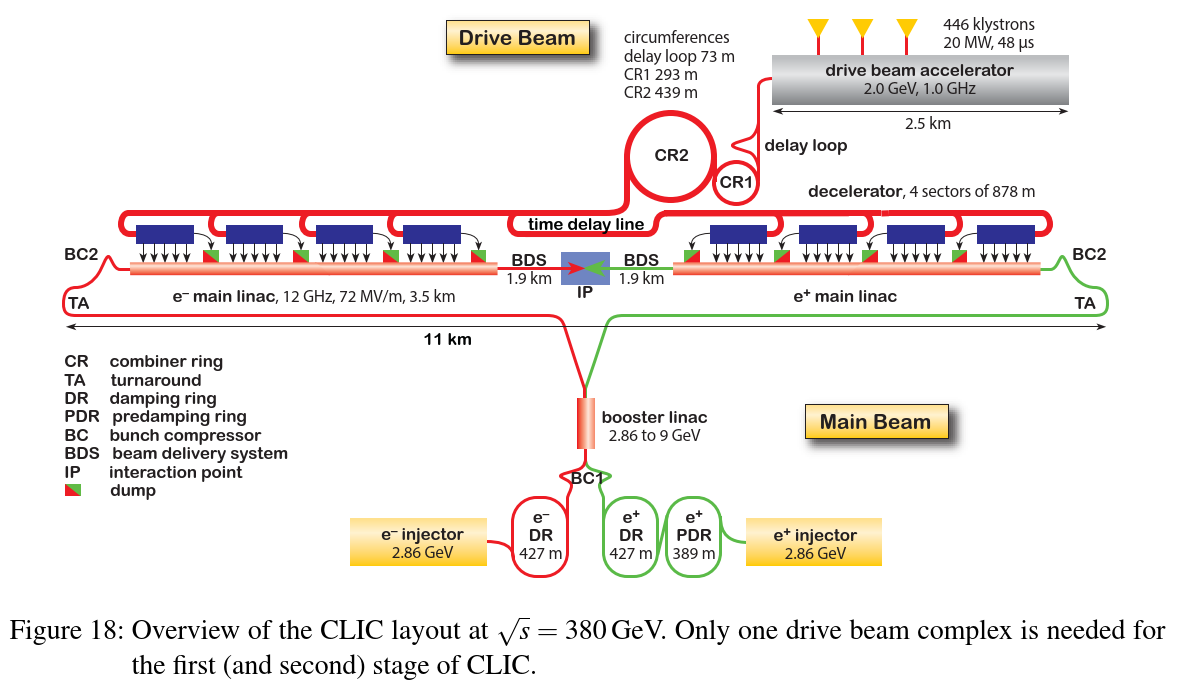 Drive Beam
circumferences
delay loop 73 m
CR1 293 m
CR2 439 m
446 klystrons
20 MW, 48 µs
drive beam accelerator
2.0 GeV, 1.0 GHz
2.5 km
delay loop
CR2
CR1
decelerator, 4 sectors of 878 m
time delay line
BC2
BDS
1.9 km
IP
BDS
1.9 km
BC2
TA
e− main linac, 12 GHz, 72 MV/m, 3.5 km
e+ main linac
TA
11 km
CR combiner ring
TA turnaround
DR damping ring
PDR predamping ring
BC bunch compressor
BDS beam delivery system
IP interaction point
dump
booster linac
2.86 to 9 GeV
Main Beam
BC1
e− injector
2.86 GeV
e−
DR
427 m
e+
DR
427 m
e+
PDR
389 m
e+ injector
2.86 GeV
Figure 18: Overview of the CLIC layout at √s = 380 GeV. Only one drive beam complex is needed for
the first (and second) stage of CLIC.